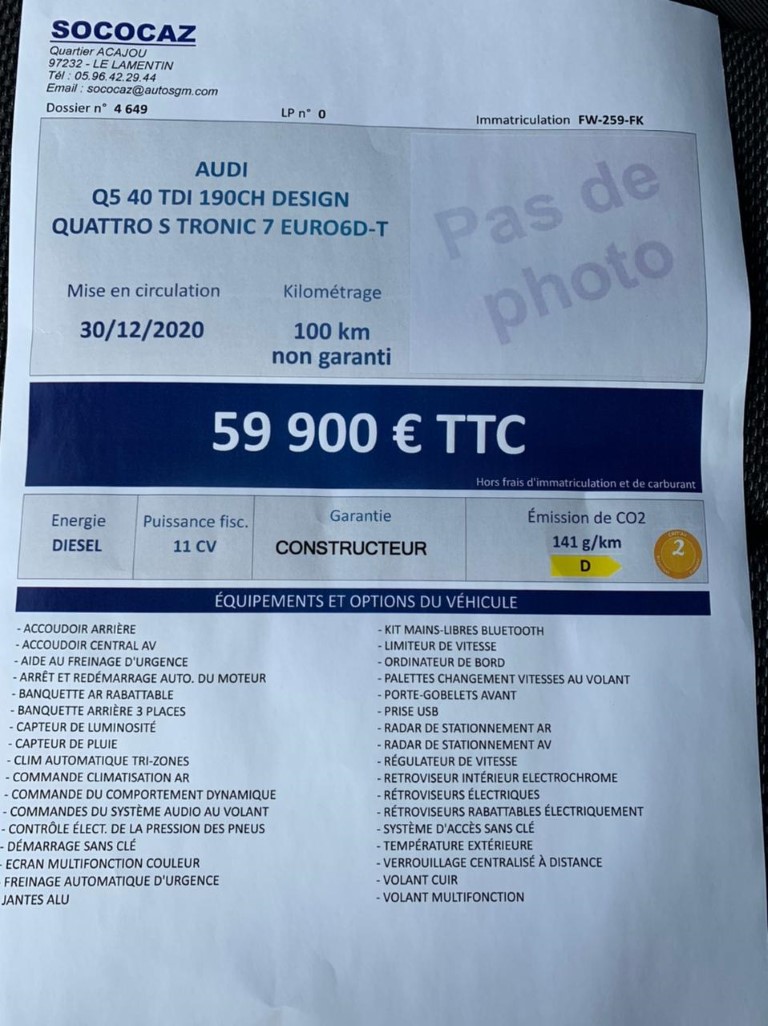 SOCOCAZ
Quartier ACAJOU
97232 - LE LAMENTIN
Tél : 05.96.42.29.44
Email : sococaz@autosgm.com
Dossier n° 4 649 LP n° 0 Immatriculation FW-259-FK
AUDI
Q5 40 TDI 190CH DESIGN
QUATTRO S TRONIC 7 EURO6D-T
Pas de
photo
Mise en circulation Kilométrage
30/12/2020 100 km
non garanti
59 900 € TTC
Hors frais d'immatriculation et de carburant
Energie Puissance fisc. Garantie Émission de CO2
DIESEL 11 CV CONSTRUCTEUR 141 g/km
D
2
ÉQUIPEMENTS ET OPTIONS DU VÉHICULE
- ACCOUDOIR ARRIÈRE
- ACCOUDOIR CENTRAL AV
- AIDE AU FREINAGE D'URGENCE
- ARRÊT ET REDÉMARRAGE AUTO. DU MOTEUR
- BANQUETTE AR RABATTABLE
- BANQUETTE ARRIÈRE 3 PLACES
- CAPTEUR DE LUMINOSITÉ
- CAPTEUR DE PLUIE
- CLIM AUTOMATIQUE TRI-ZONES
- COMMANDE CLIMATISATION AR
- COMMANDE DU COMPORTEMENT DYNAMIQUE
- COMMANDES DU SYSTÈME AUDIO AU VOLANT
- CONTRÔLE ÉLECT. DE LA PRESSION DES PNEUS
- DÉMARRAGE SANS CLÉ
- ECRAN MULTIFONCTION COULEUR
- FREINAGE AUTOMATIQUE D'URGENCE
JANTES ALU
- KIT MAINS-LIBRES BLUETOOTH
- LIMITEUR DE VITESSE
- ORDINATEUR DE BORD
- PALETTES CHANGEMENT VITESSES AU VOLANT
- PORTE-GOBELETS AVANT
- PRISE USB
- RADAR DE STATIONNEMENT AR
- RADAR DE STATIONNEMENT AV
- RÉGULATEUR DE VITESSE
- RETROVISEUR INTÉRIEUR ELECTROCHROME
- RÉTROVISEURS ÉLECTRIQUES
- RÉTROVISEURS RABATTABLES ÉLECTRIQUEMENT
- SYSTÈME D'ACCÈS SANS CLÉ
- TEMPÉRATURE EXTÉRIEURE
- VERROUILLAGE CENTRALISÉ À DISTANCE
- VOLANT CUIR
- VOLANT MULTIFONCTION